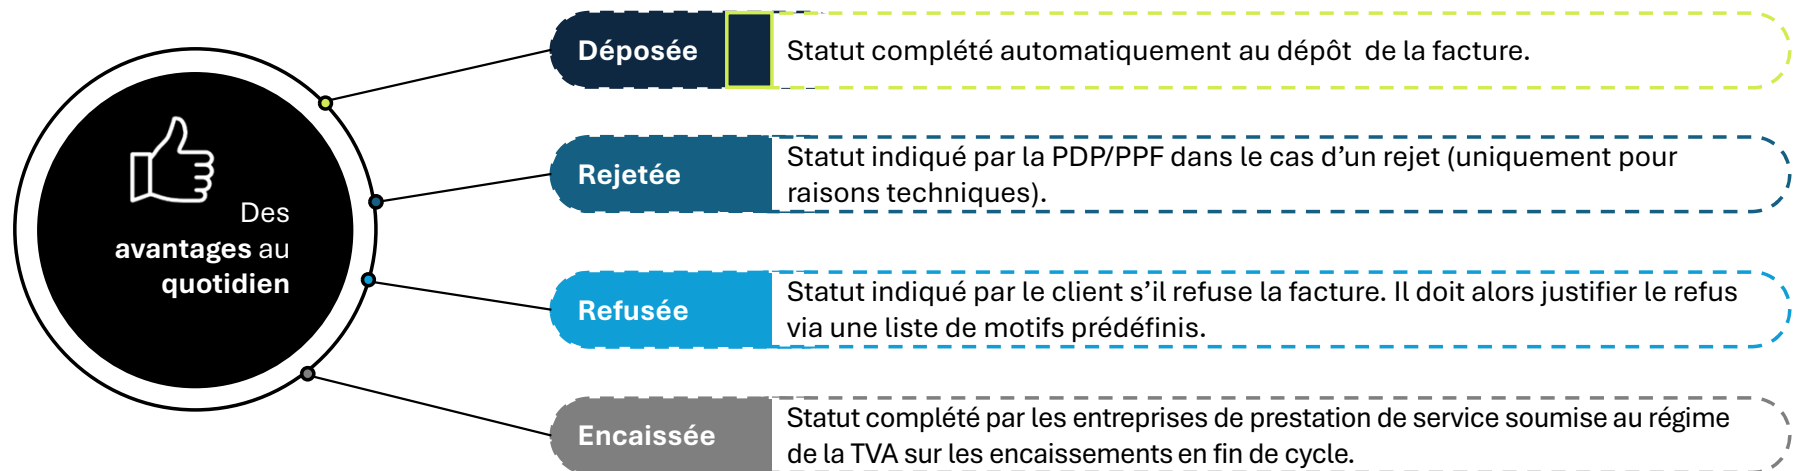 Des
avantages au
quotidien
Déposée
Statut complété automatiquement au dépôt de la facture.
Rejetée
Statut indiqué par la PDP/PPF dans le cas d’un rejet (uniquement pour
raisons techniques).
Refusée
Statut indiqué par le client s’il refuse la facture. Il doit alors justifier le refus
via une liste de motifs prédéfinis.
Encaissée
Statut complété par les entreprises de prestation de service soumise au régime
de la TVA sur les encaissements en fin de cycle.